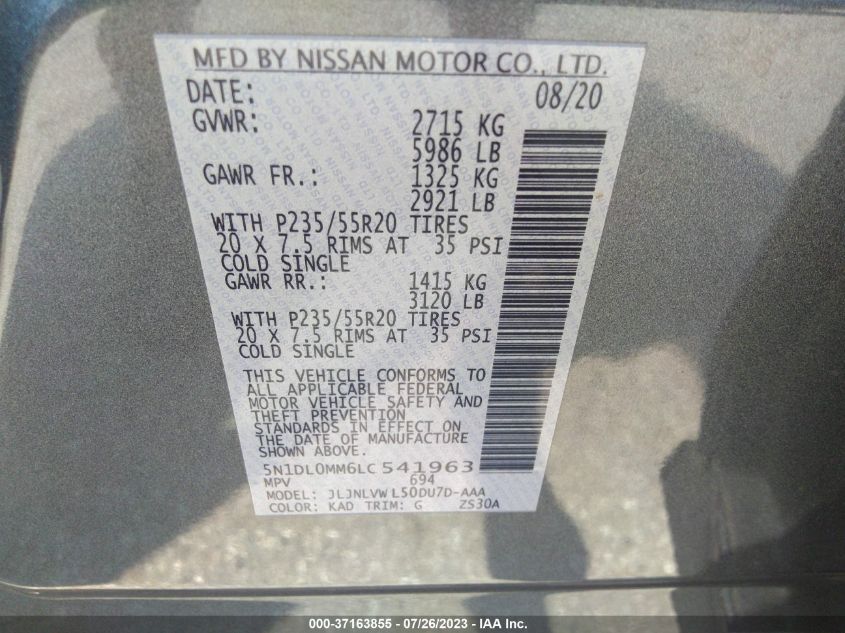 MFD BY NISSAN MOTOR CO., LTD.
DATE: 08/20
GVWR: 2715 KG
5986 LB
GAWR FR.: 1325 KG
2921 LB
WITH P235/55R20 TIRES
20 X 7.5 RIMS AT 35 PSI
COLD SINGLE
GAWR RR.: 1415 KG
3120 LB
WITH P235/55R20 TIRES
20 X 7.5 RIMS AT 35 PSI
COLD SINGLE
THIS VEHICLE CONFORMS TO
ALL APPLICABLE FEDERAL
MOTOR VEHICLE SAFETY AND
THEFT PREVENTION
STANDARDS IN EFFECT ON
THE DATE OF MANUFACTURE
SHOWN ABOVE.
5N1DL0MM6LC541963
MPV 694
MODEL: JLJNLVW L50DU7D-AAA
COLOR: KAD TRIM: G ZS30A
000-37163855 - 07/26/2023 - IAA Inc.